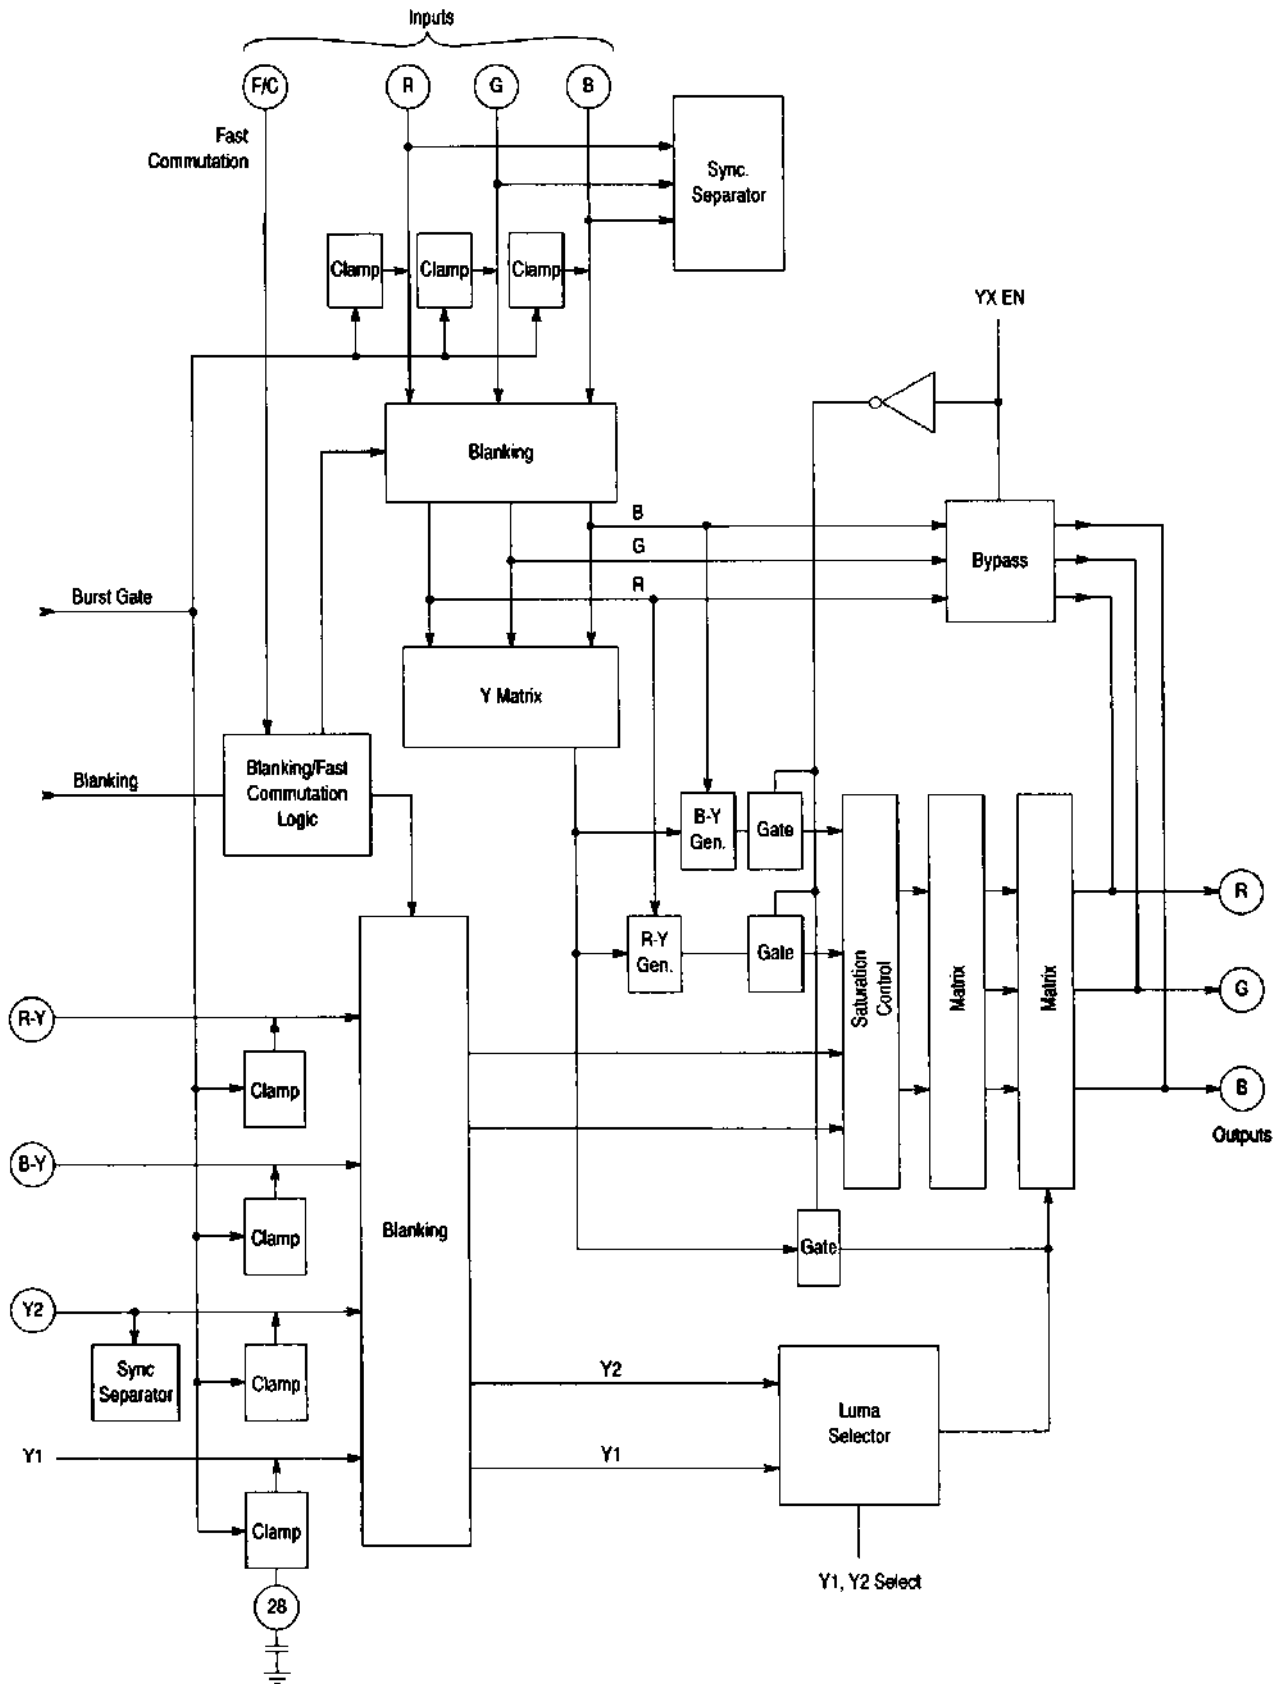 Inputs
F/C
R
G
B
Fast
Commutation
Sync.
Separator
Clamp
Clamp
Clamp
YX EN
Blanking
B
G
R
Bypass
Burst Gate
Y Matrix
Blanking
Blanking/Fast
Commutation
Logic
B-Y
Gen.
Gate
R-Y
Gen.
Gate
Saturation
Control
Matrix
Matrix
R
G
B
Outputs
R-Y
Clamp
B-Y
Clamp
Blanking
Gate
Y2
Sync
Separator
Clamp
Y2
Luma
Selector
Y1
Y1
Clamp
Y1, Y2 Select
28